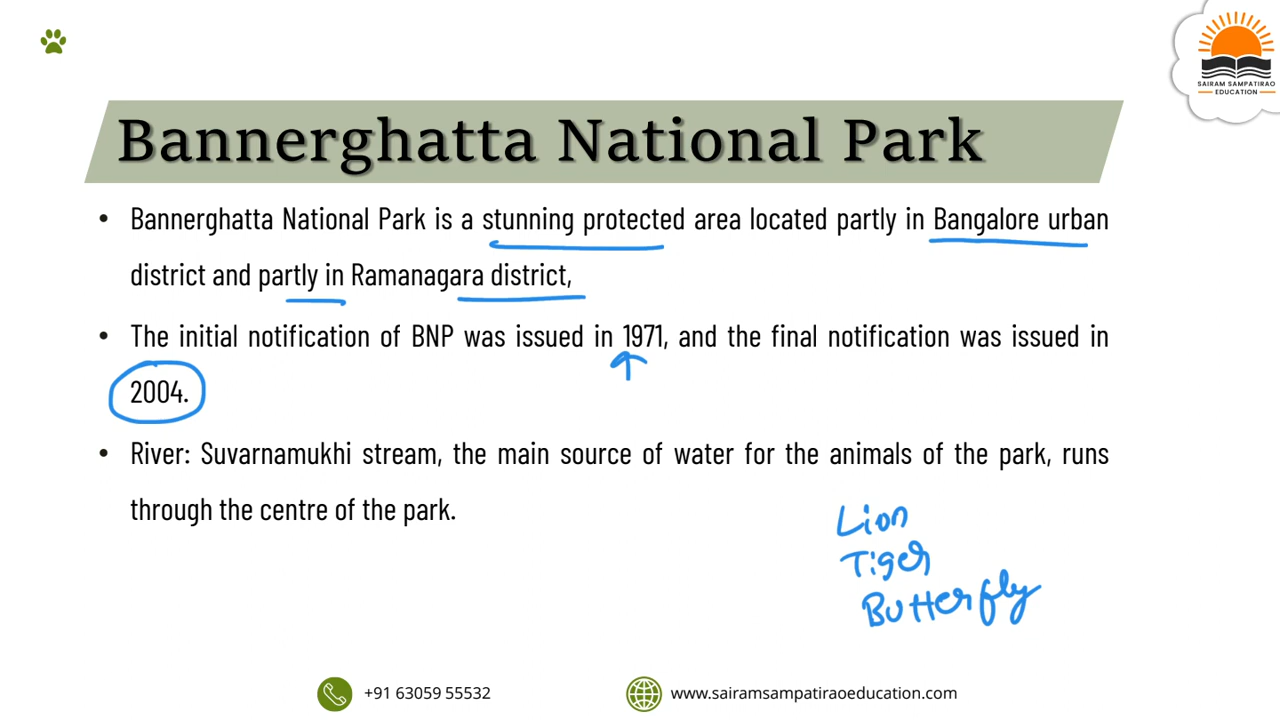 SAIRAM SAMPATIRAO
EDUCATION
Bannerghatta National Park
• Bannerghatta National Park is a stunning protected area located partly in Bangalore urban
district and partly in Ramanagara district,
• The initial notification of BNP was issued in 1971, and the final notification was issued in
2004.
• River: Suvarnamukhi stream, the main source of water for the animals of the park, runs
through the centre of the park.
Lion
Tiger
Butterfly
+91 63059 55532
www.sairamsampatiraoeducation.com